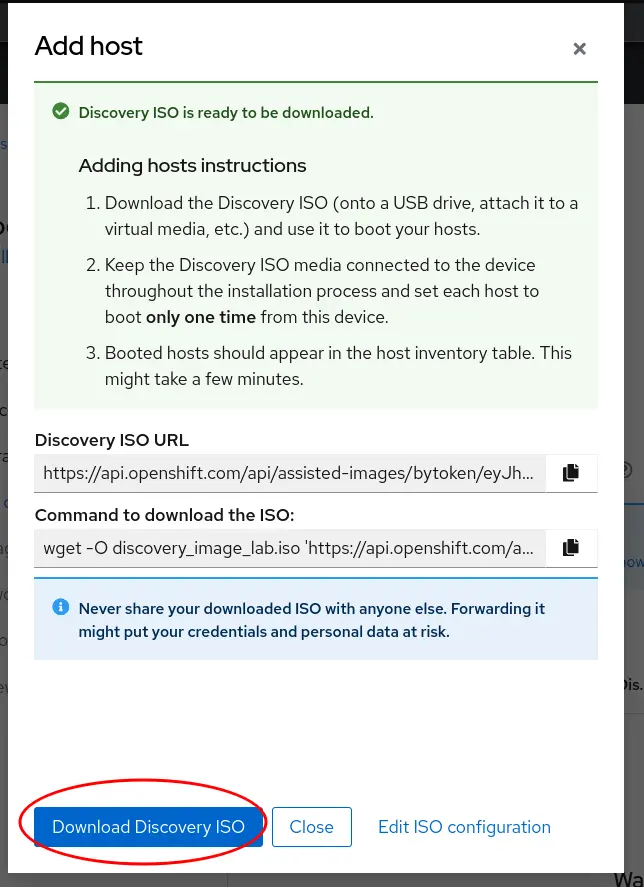 Add host
Discovery ISO is ready to be downloaded.
Adding hosts instructions
1. Download the Discovery ISO (onto a USB drive, attach it to a
virtual media, etc.) and use it to boot your hosts.
2. Keep the Discovery ISO media connected to the device
throughout the installation process and set each host to
boot only one time from this device.
3. Booted hosts should appear in the host inventory table. This
might take a few minutes.
Discovery ISO URL
https://api.openshift.com/api/assisted-images/bytoken/eyJh...
Command to download the ISO:
wget -O discovery_image_lab.iso 'https://api.openshift.com/a...
Never share your downloaded ISO with anyone else. Forwarding it
might put your credentials and personal data at risk.
Download Discovery ISO
Close
Edit ISO configuration